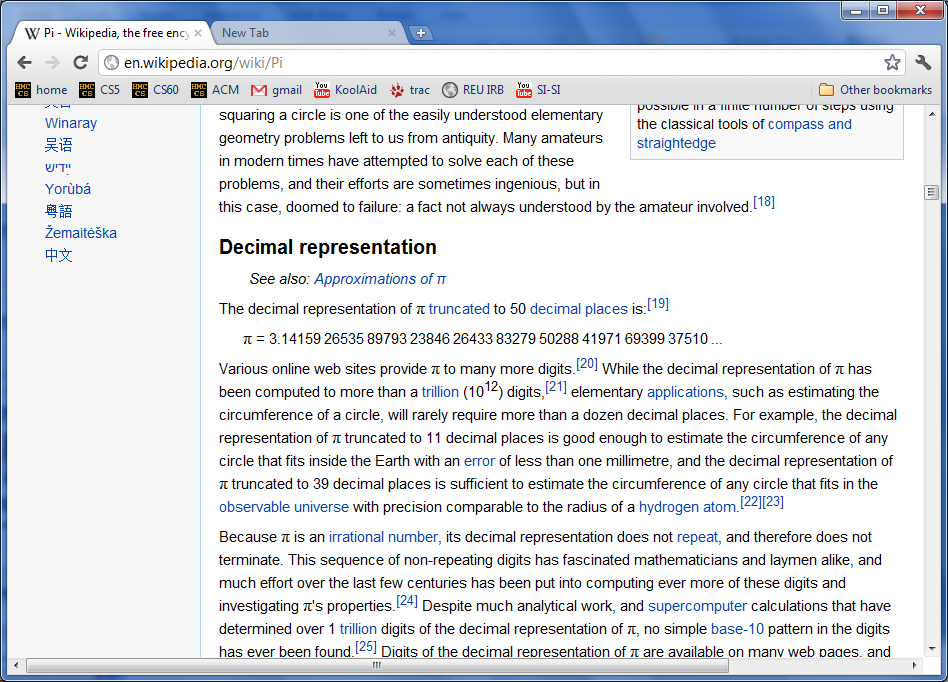 Pi - Wikipedia, the free ency
New Tab
en.wikipedia.org/wiki/Pi
HMC CS home HMC CS CS5 HMC CS CS60 HMC CS ACM gmail You Tube KoolAid trac REU IRB You Tube SI-SI Other bookmarks
Winaray
吴语
ייִדיש
Yorùbá
粵語
Žemaitėška
中文
squaring a circle is one of the easily understood elementary
geometry problems left to us from antiquity. Many amateurs
in modern times have attempted to solve each of these
problems, and their efforts are sometimes ingenious, but in
this case, doomed to failure: a fact not always understood by the amateur involved.[18]
possible in a finite number of steps using
the classical tools of compass and
straightedge
Decimal representation
See also: Approximations of π
The decimal representation of π truncated to 50 decimal places is:[19]
π = 3.14159 26535 89793 23846 26433 83279 50288 41971 69399 37510 ...
Various online web sites provide π to many more digits.[20] While the decimal representation of π has
been computed to more than a trillion (10¹²) digits,[21] elementary applications, such as estimating the
circumference of a circle, will rarely require more than a dozen decimal places. For example, the decimal
representation of π truncated to 11 decimal places is good enough to estimate the circumference of any
circle that fits inside the Earth with an error of less than one millimetre, and the decimal representation of
π truncated to 39 decimal places is sufficient to estimate the circumference of any circle that fits in the
observable universe with precision comparable to the radius of a hydrogen atom.[22][23]
Because π is an irrational number, its decimal representation does not repeat, and therefore does not
terminate. This sequence of non-repeating digits has fascinated mathematicians and laymen alike, and
much effort over the last few centuries has been put into computing ever more of these digits and
investigating π's properties.[24] Despite much analytical work, and supercomputer calculations that have
determined over 1 trillion digits of the decimal representation of π, no simple base-10 pattern in the digits
has ever been found.[25] Digits of the decimal representation of π are available on many web pages, and